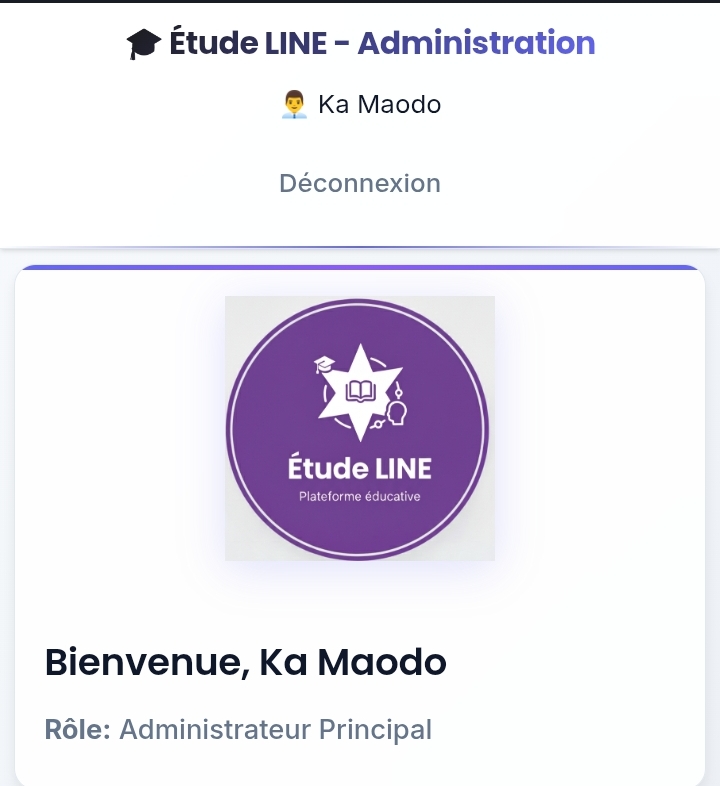 🎓 Étude LINE - Administration
👨‍💼 Ka Maodo
Déconnexion
Étude LINE
Plateforme éducative
Bienvenue, Ka Maodo
Rôle: Administrateur Principal